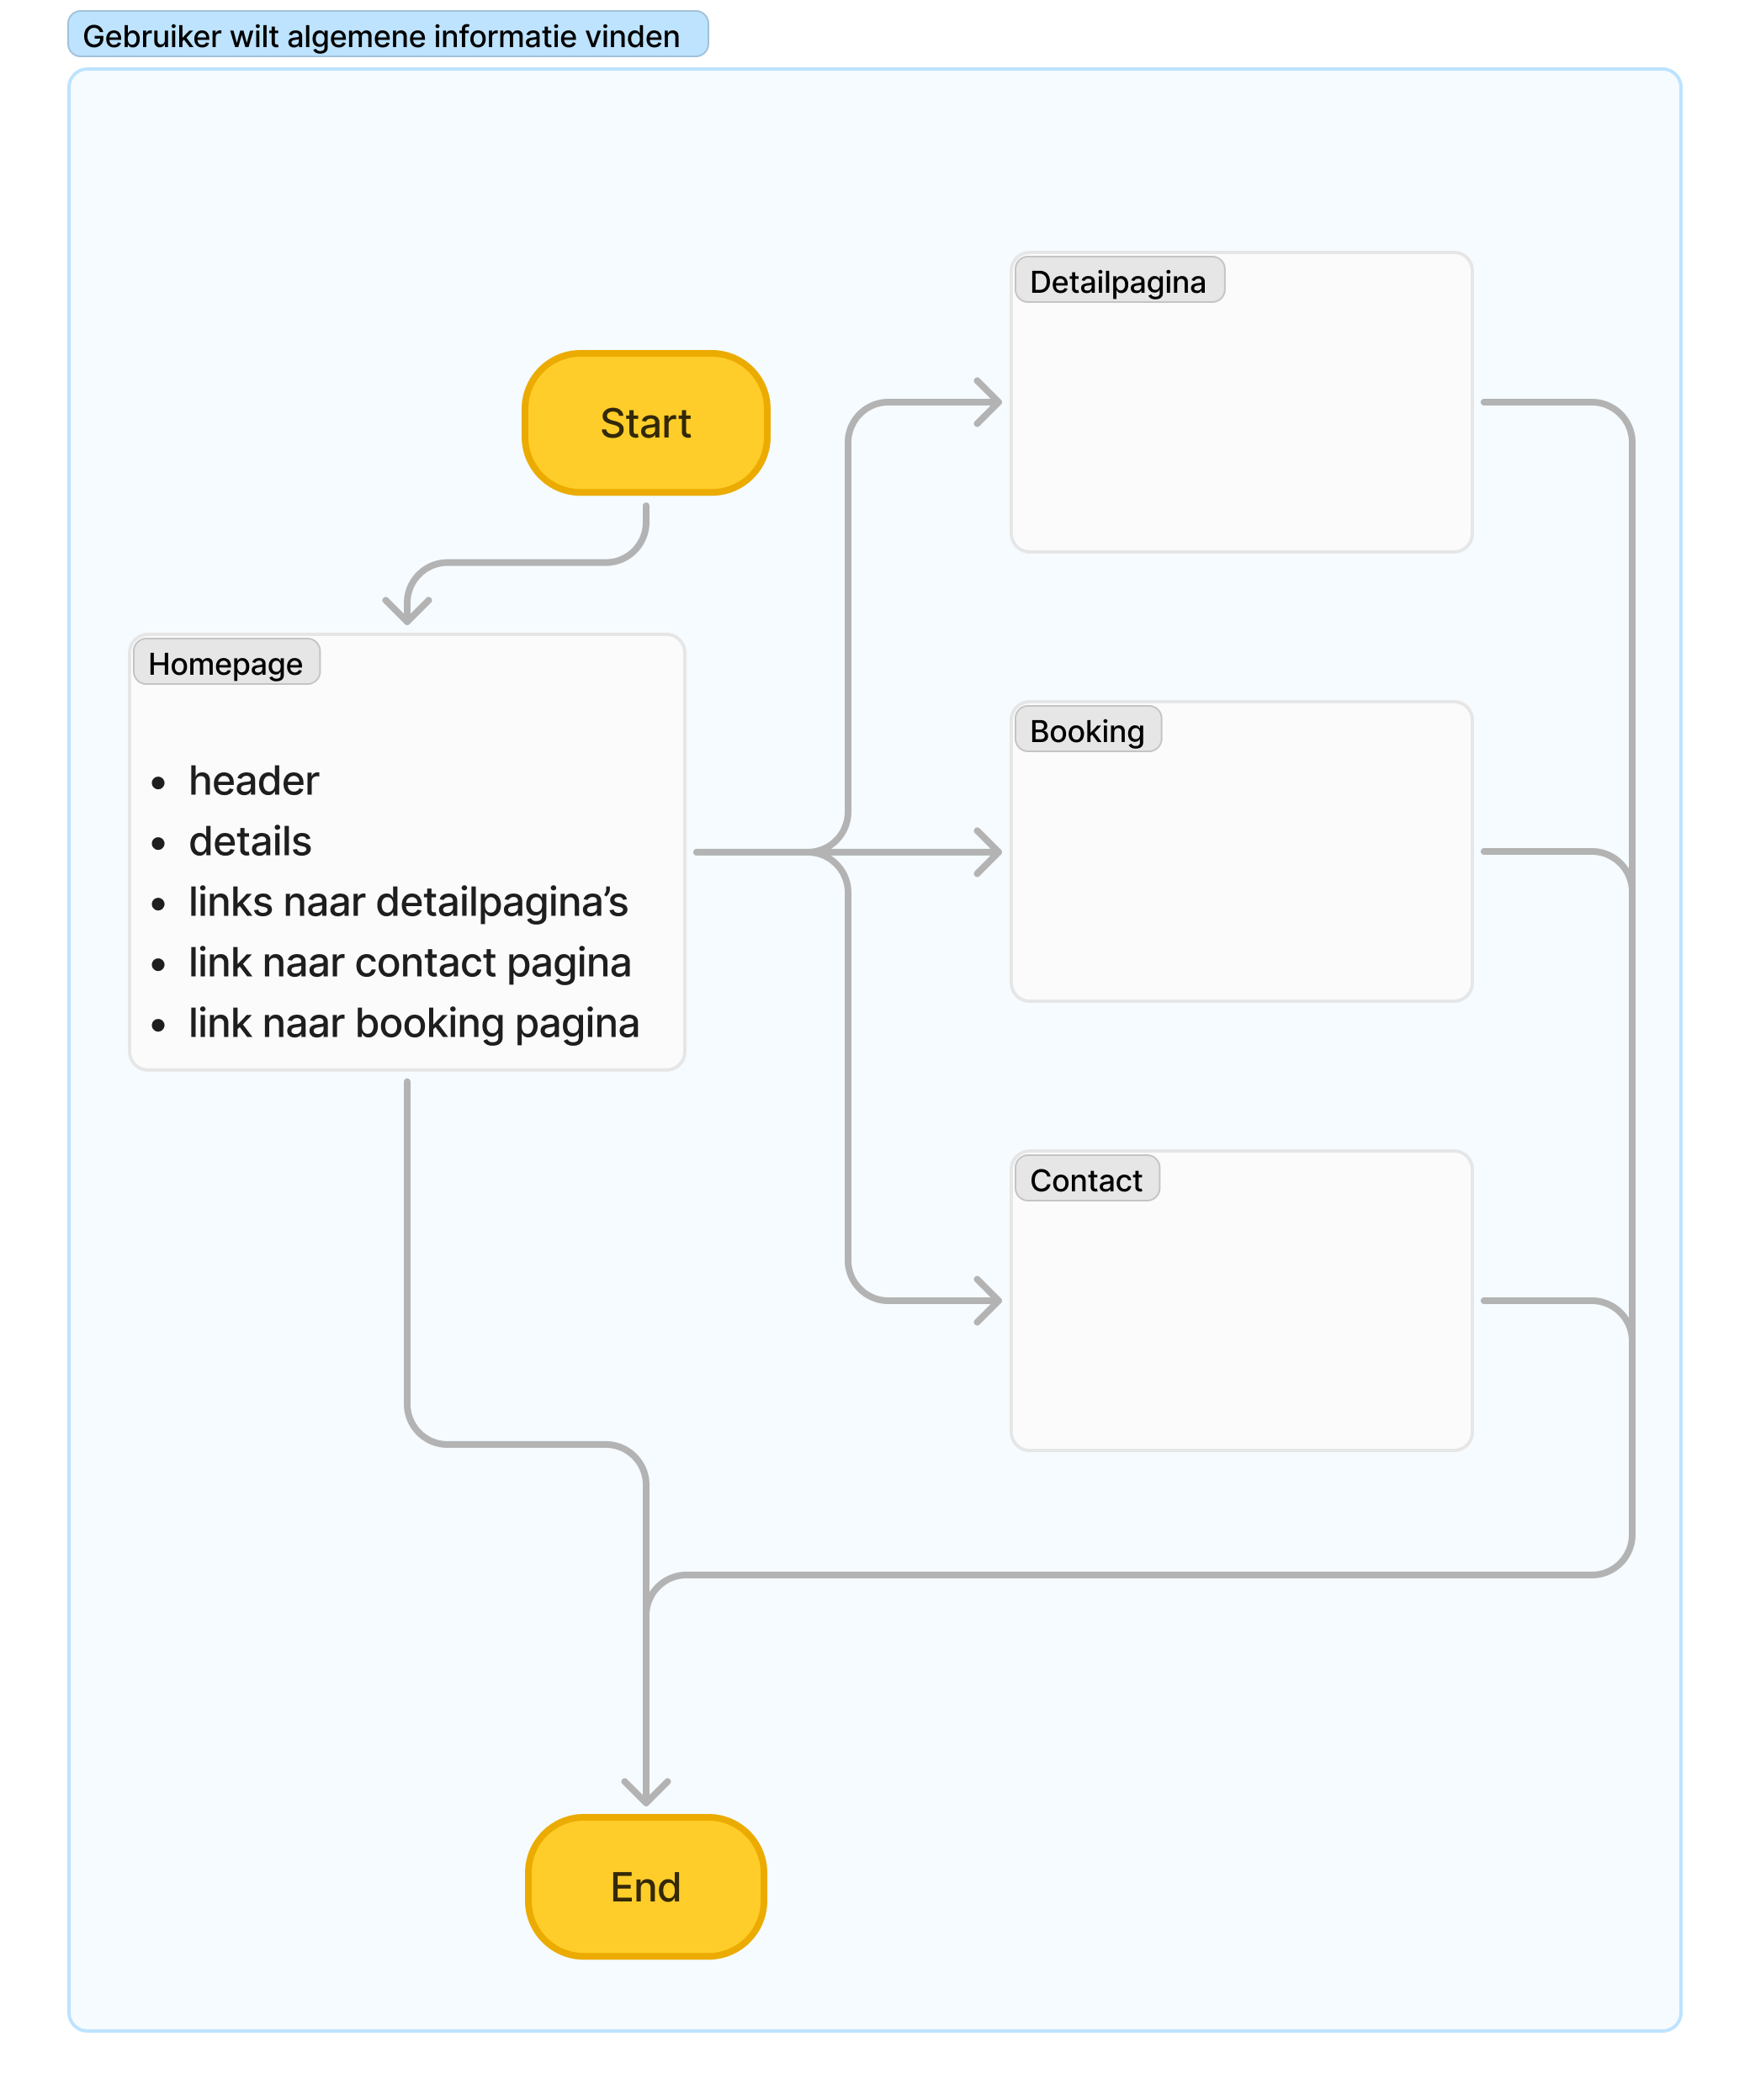 Gebruiker wilt algemene informatie vinden
Start
Homepage
• header
• details
• links naar detailpagina’s
• link naar contact pagina
• link naar booking pagina
Detailpagina
Booking
Contact
End